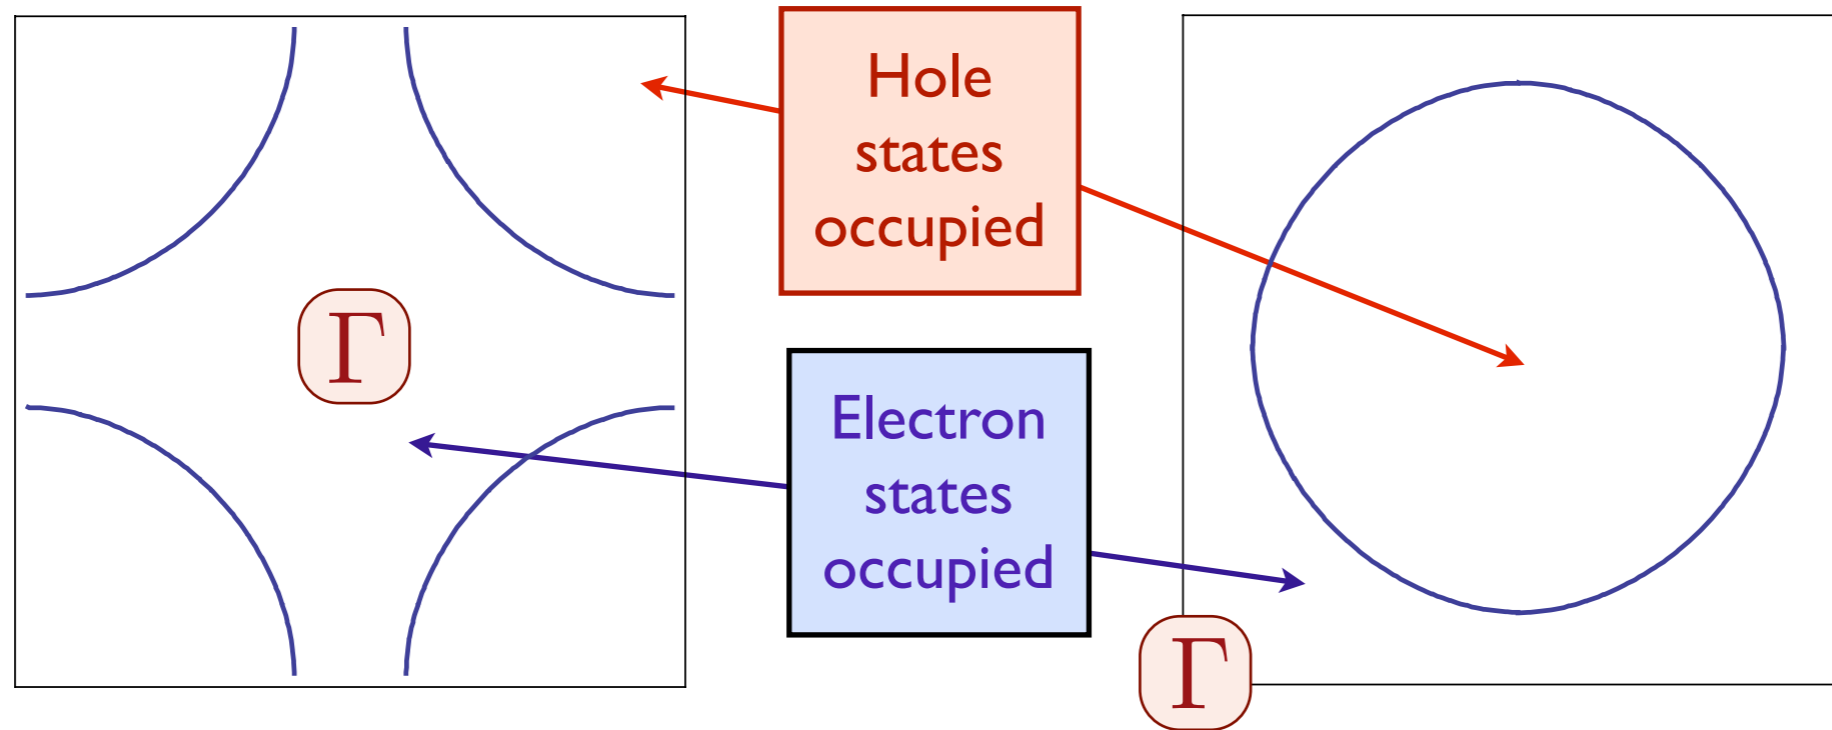 Hole
states
occupied
Γ
Electron
states
occupied
Γ